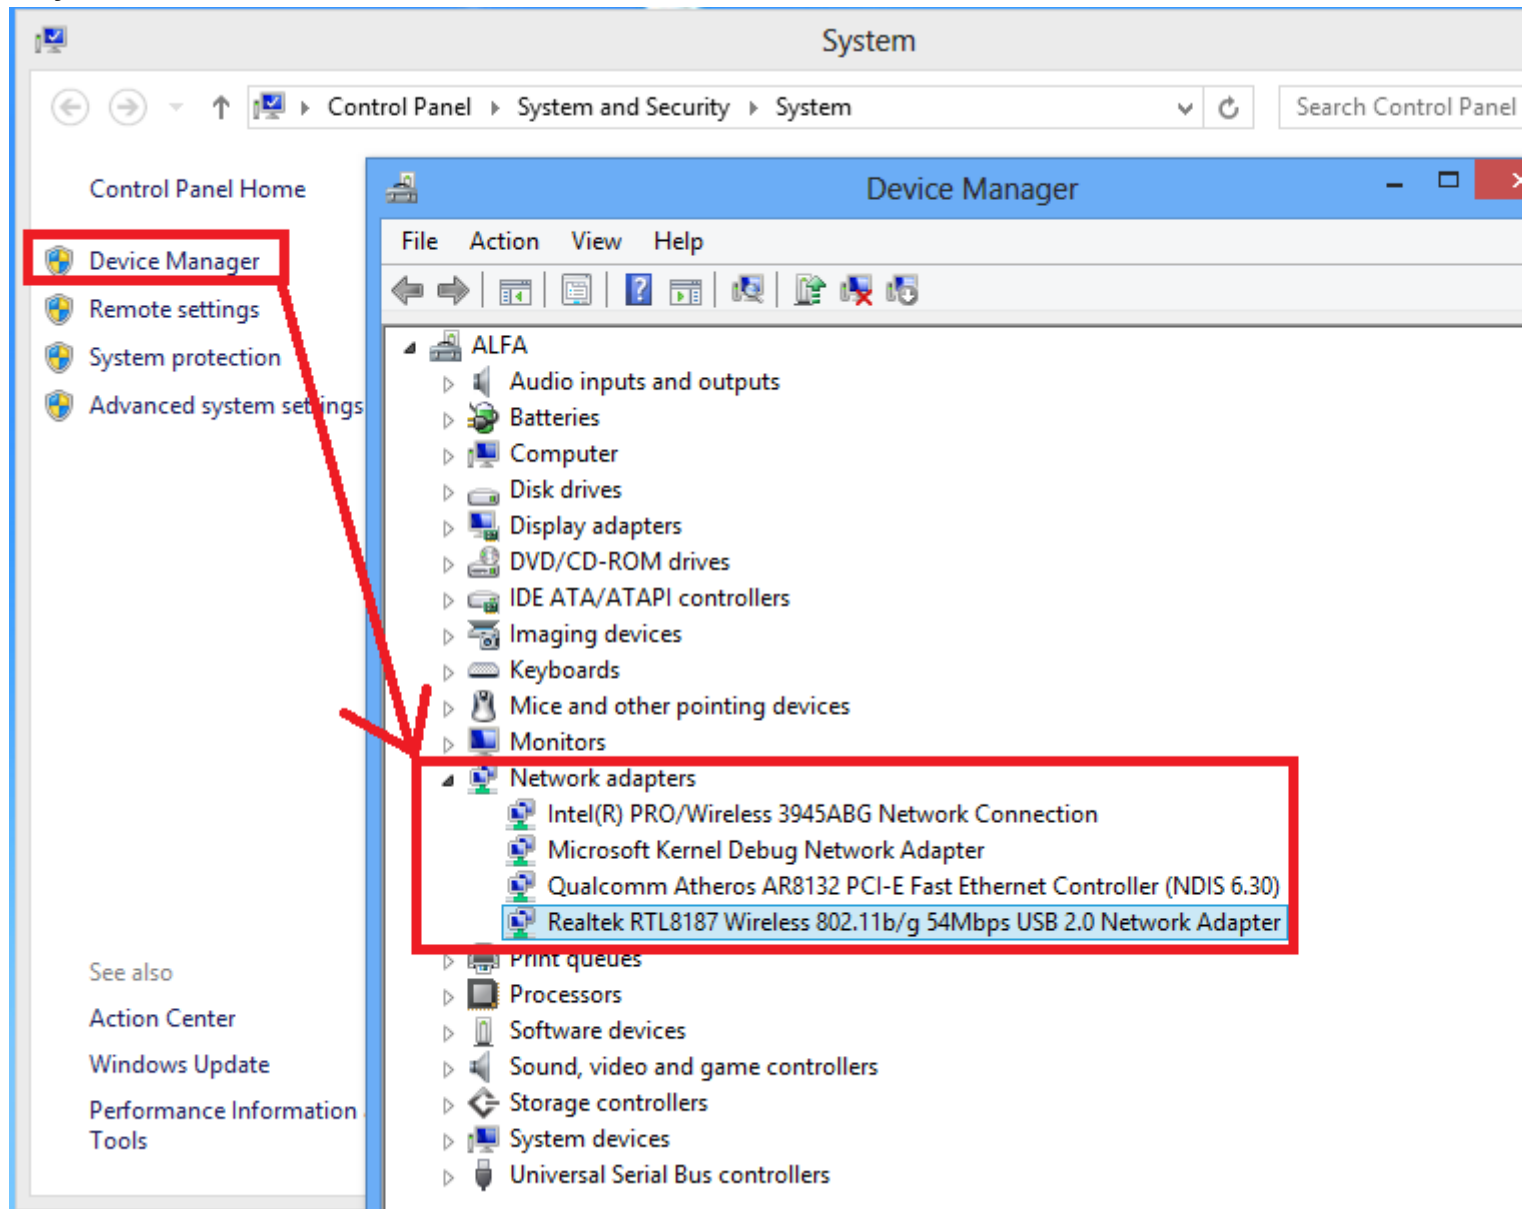 System
Control Panel System and Security System
Search Control Panel
Control Panel Home
Device Manager
Remote settings
System protection
Advanced system settings
See also
Action Center
Windows Update
Performance Information
Tools
Device Manager
File Action View Help
ALFA
Audio inputs and outputs
Batteries
Computer
Disk drives
Display adapters
DVD/CD-ROM drives
IDE ATA/ATAPI controllers
Imaging devices
Keyboards
Mice and other pointing devices
Monitors
Network adapters
Intel(R) PRO/Wireless 3945ABG Network Connection
Microsoft Kernel Debug Network Adapter
Qualcomm Atheros AR8132 PCI-E Fast Ethernet Controller (NDIS 6.30)
Realtek RTL8187 Wireless 802.11b/g 54Mbps USB 2.0 Network Adapter
Print queues
Processors
Software devices
Sound, video and game controllers
Storage controllers
System devices
Universal Serial Bus controllers